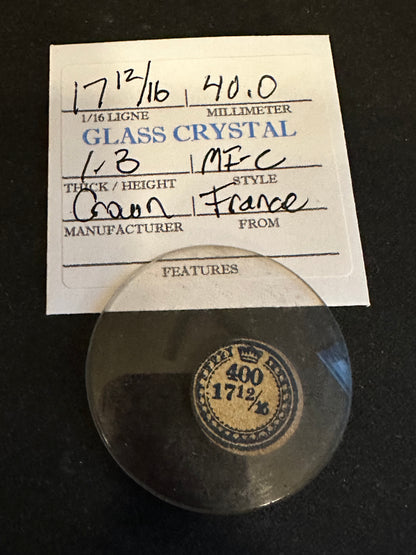 17 12/16 40.0
1/16 LIGNE MILLIMETER
GLASS CRYSTAL
1.3 MF-C
THICK / HEIGHT STYLE
Crown France
MANUFACTURER FROM
FEATURES
400
17 12/16